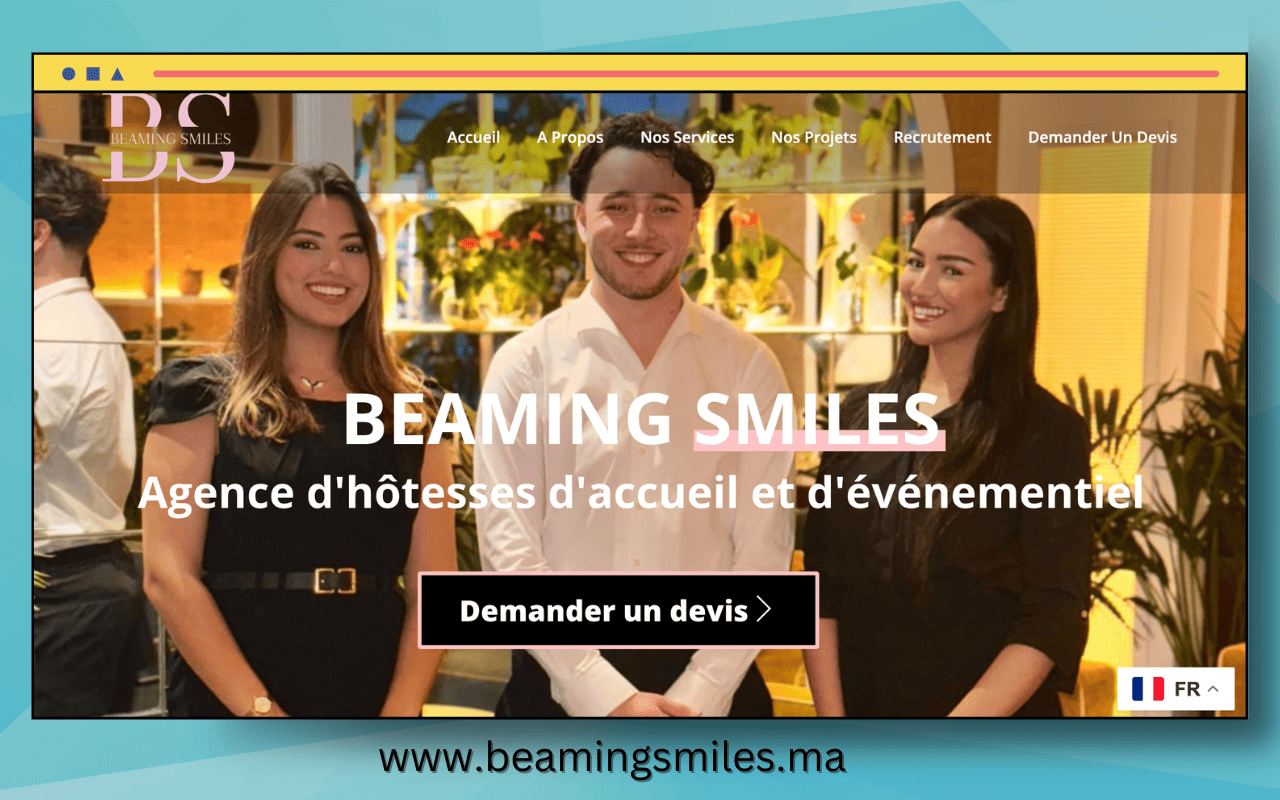 BS
BEAMING SMILES
Accueil A Propos Nos Services Nos Projets Recrutement Demander Un Devis
BEAMING SMILES
Agence d'hôtesses d'accueil et d'événementiel
Demander un devis
FR
www.beamingsmiles.ma